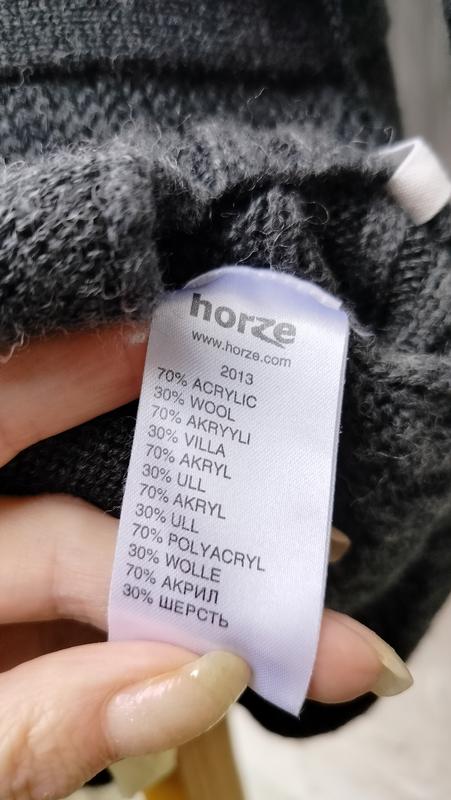 horze
www.horze.com
2013
70% ACRYLIC
30% WOOL
70% AKRYYLI
30% VILLA
70% AKRYL
30% ULL
70% AKRYL
30% ULL
70% POLYACRYL
30% WOLLE
70% АКРИЛ
30% ШЕРСТЬ